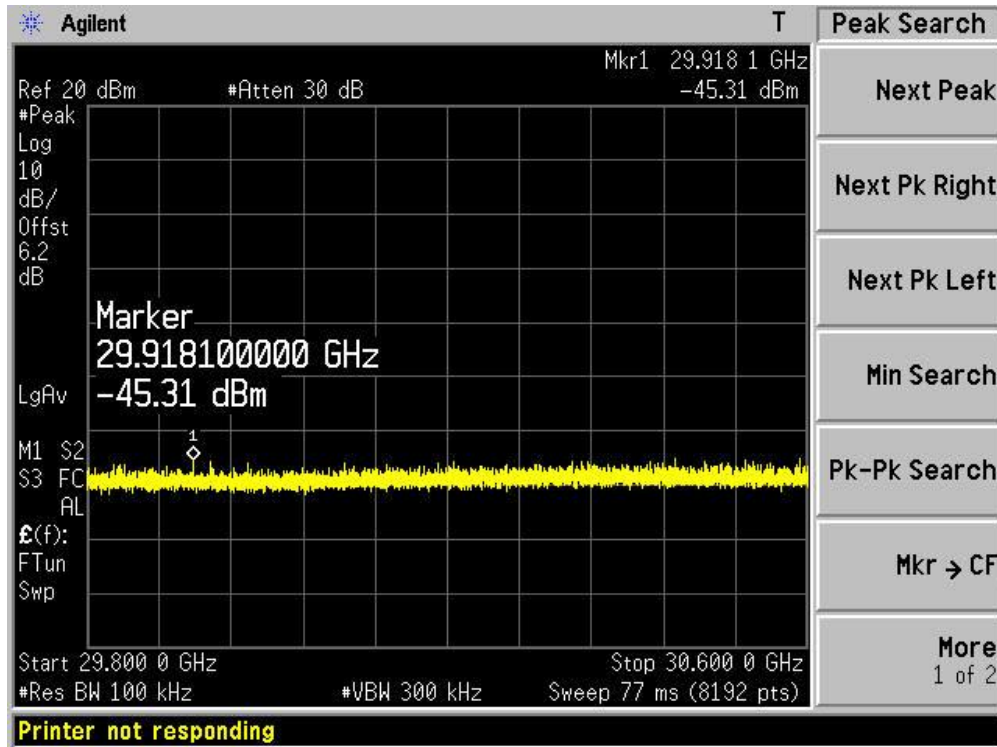 Agilent T Peak Search
Mkr1 29.918 1 GHz
Ref 20 dBm #Atten 30 dB -45.31 dBm
#Peak
Log
10
dB/
Offst
6.2
dB
Marker
29.918100000 GHz
-45.31 dBm
LgAv
1
M1 S2
S3 FC
AL
£(f):
FTun
Swp
Start 29.800 0 GHz Stop 30.600 0 GHz
#Res BW 100 kHz #VBW 300 kHz Sweep 77 ms (8192 pts)
Printer not responding
Next Peak
Next Pk Right
Next Pk Left
Min Search
Pk-Pk Search
Mkr → CF
More
1 of 2